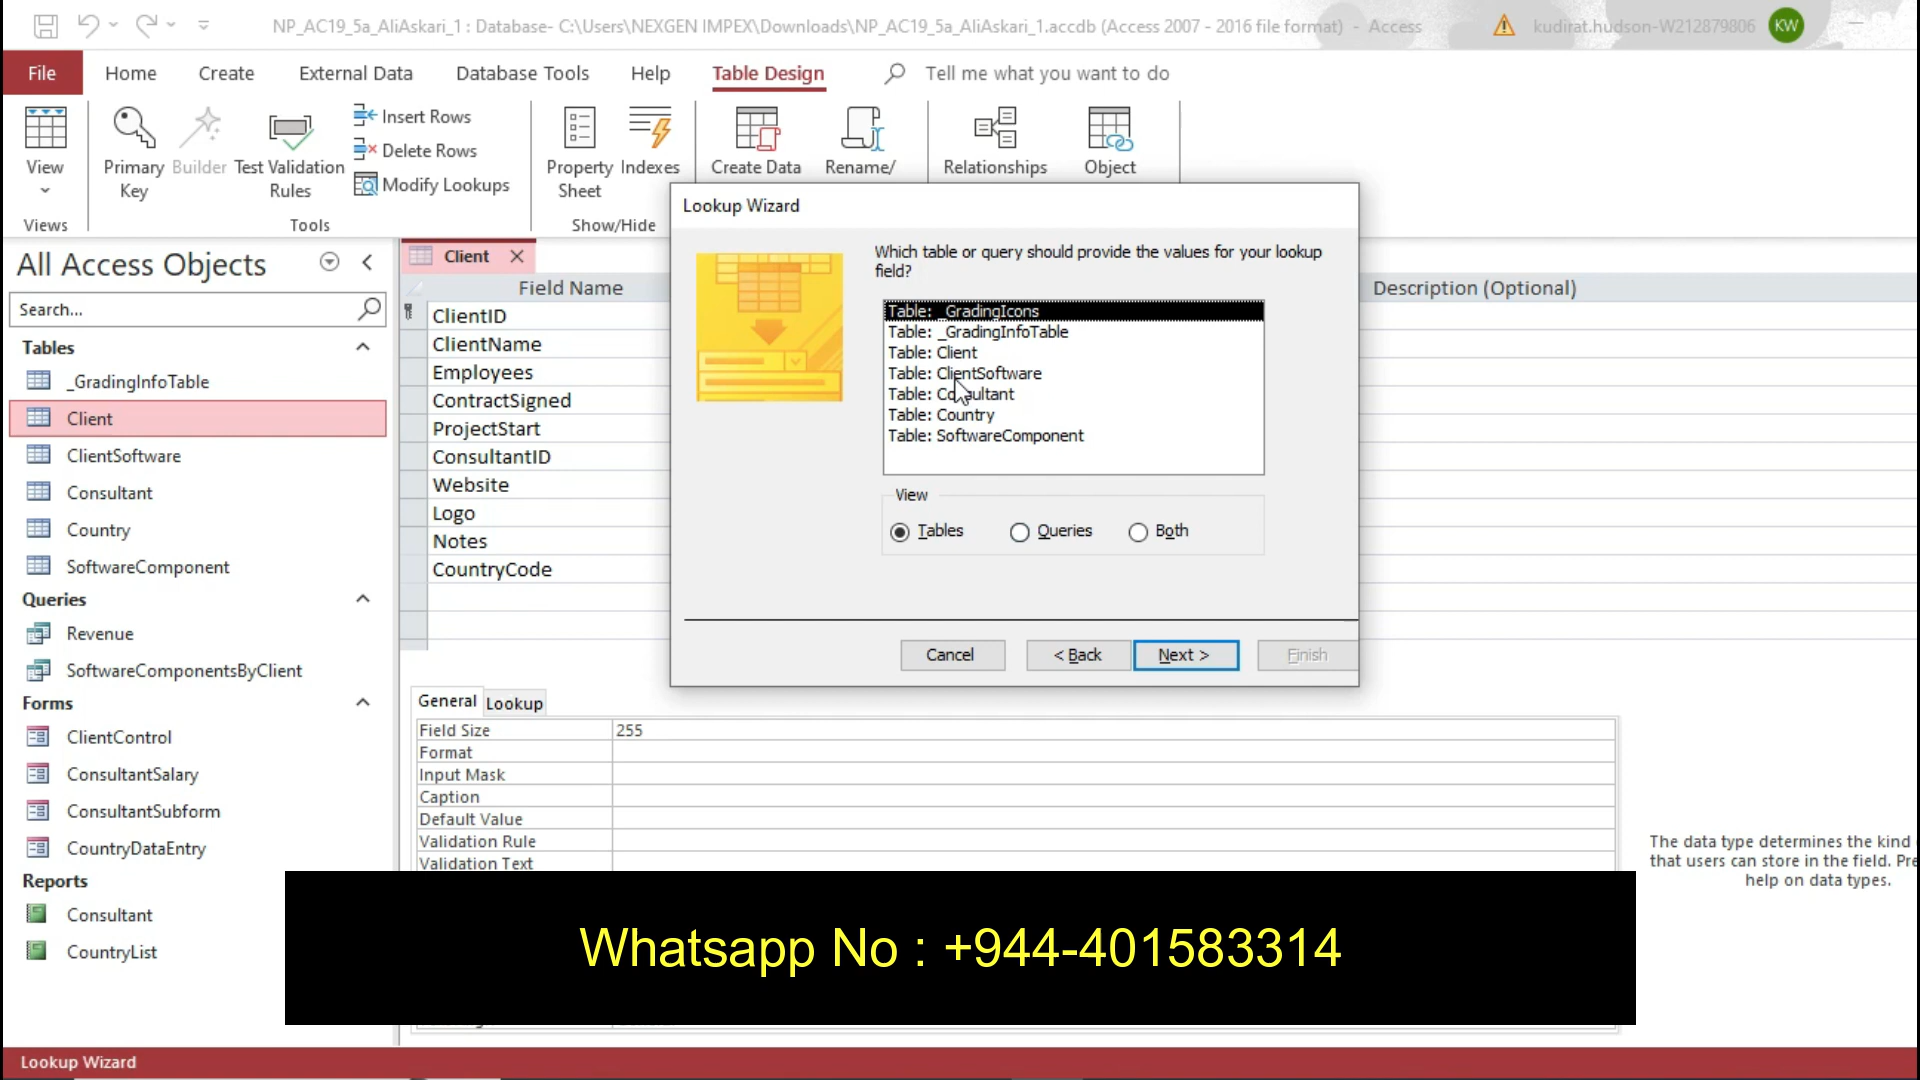 NP_AC19_5a_AliAskari_1 : Database- C:\Users\NEXGEN IMPEX\Downloads\NP_AC19_5a_AliAskari_1.accdb (Access 2007 - 2016 file format) - Access
kudirat.hudson-W212879806
KW
File
Home
Create
External Data
Database Tools
Help
Table Design
Tell me what you want to do
View
Primary Key
Builder
Test Validation Rules
Insert Rows
Delete Rows
Modify Lookups
Property Sheet
Indexes
Create Data
Rename/
Relationships
Object
Views
Tools
Show/Hide
All Access Objects
Search...
Tables
_GradingInfoTable
Client
ClientSoftware
Consultant
Country
SoftwareComponent
Queries
Revenue
SoftwareComponentsByClient
Forms
ClientControl
ConsultantSalary
ConsultantSubform
CountryDataEntry
Reports
Consultant
CountryList
Client
Field Name
Description (Optional)
ClientID
ClientName
Employees
ContractSigned
ProjectStart
ConsultantID
Website
Logo
Notes
CountryCode
Lookup Wizard
Which table or query should provide the values for your lookup
field?
Table: _GradingIcons
Table: _GradingInfoTable
Table: Client
Table: ClientSoftware
Table: Consultant
Table: Country
Table: SoftwareComponent
View
Tables
Queries
Both
Cancel
< Back
Next >
Finish
General
Lookup
Field Size 255
Format
Input Mask
Caption
Default Value
Validation Rule
Validation Text
The data type determines the kind
that users can store in the field. Pre
help on data types.
Whatsapp No : +944-401583314
Lookup Wizard